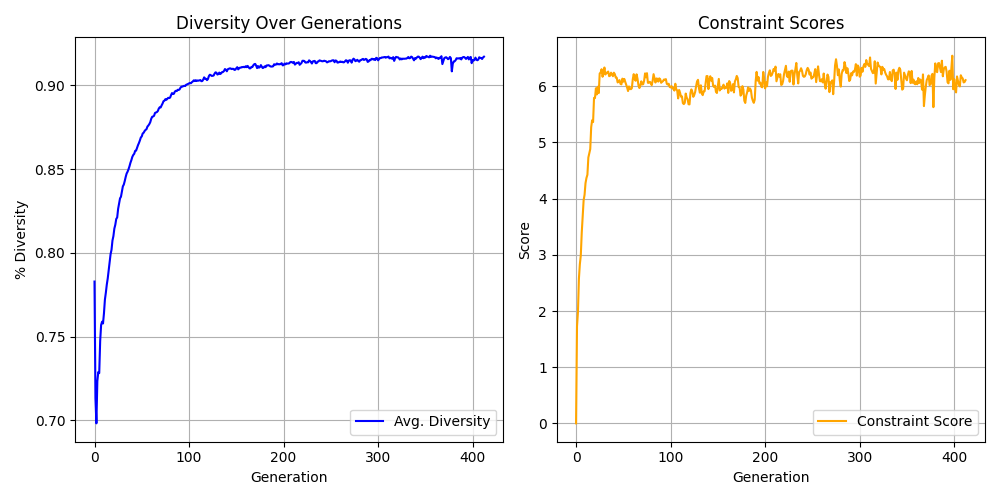 Diversity Over Generations
% Diversity
0.90
0.85
0.80
0.75
0.70
0
100
200
300
400
Generation
Avg. Diversity
Constraint Scores
Score
6
5
4
3
2
1
0
0
100
200
300
400
Generation
Constraint Score